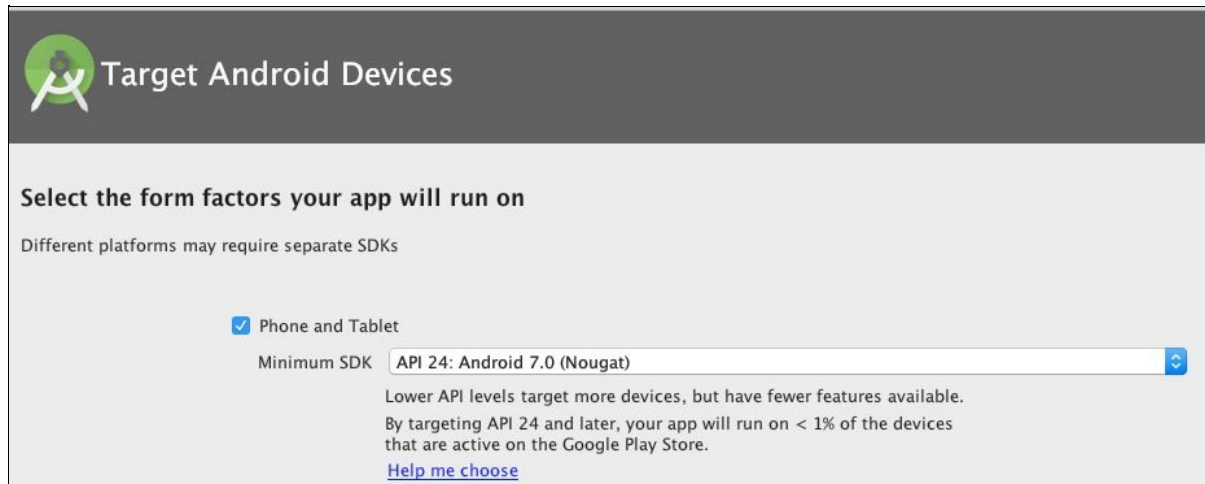 Target Android Devices
Select the form factors your app will run on
Different platforms may require separate SDKs
Phone and Tablet
Minimum SDK API 24: Android 7.0 (Nougat)
Lower API levels target more devices, but have fewer features available.
By targeting API 24 and later, your app will run on < 1% of the devices
that are active on the Google Play Store.
Help me choose